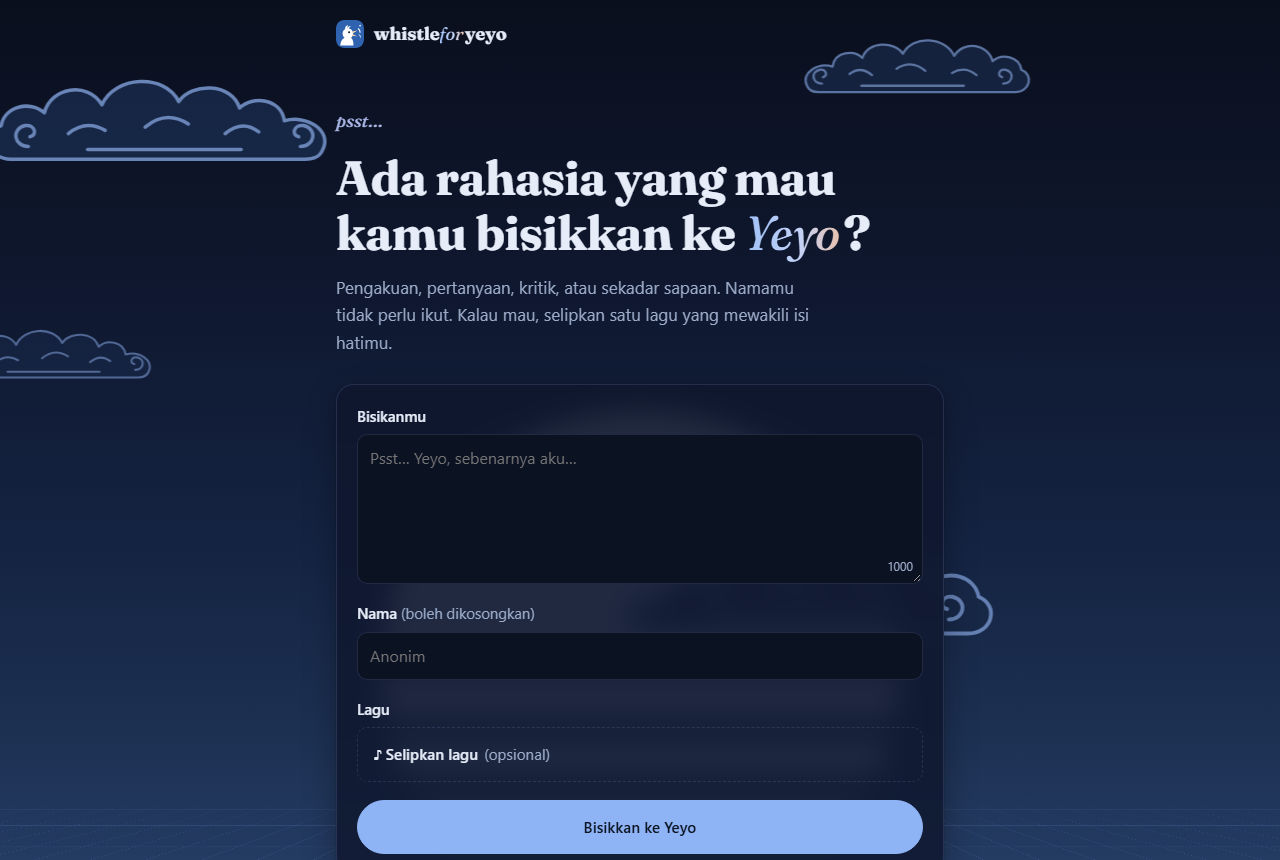 whistleforyeyo
psst...
Ada rahasia yang mau
kamu bisikkan ke Yeyo?
Pengakuan, pertanyaan, kritik, atau sekadar sapaan. Namamu
tidak perlu ikut. Kalau mau, selipkan satu lagu yang mewakili isi
hatimu.
Bisikanmu
Psst... Yeyo, sebenarnya aku...
1000
Nama (boleh dikosongkan)
Anonim
Lagu
♪ Selipkan lagu (opsional)
Bisikkan ke Yeyo